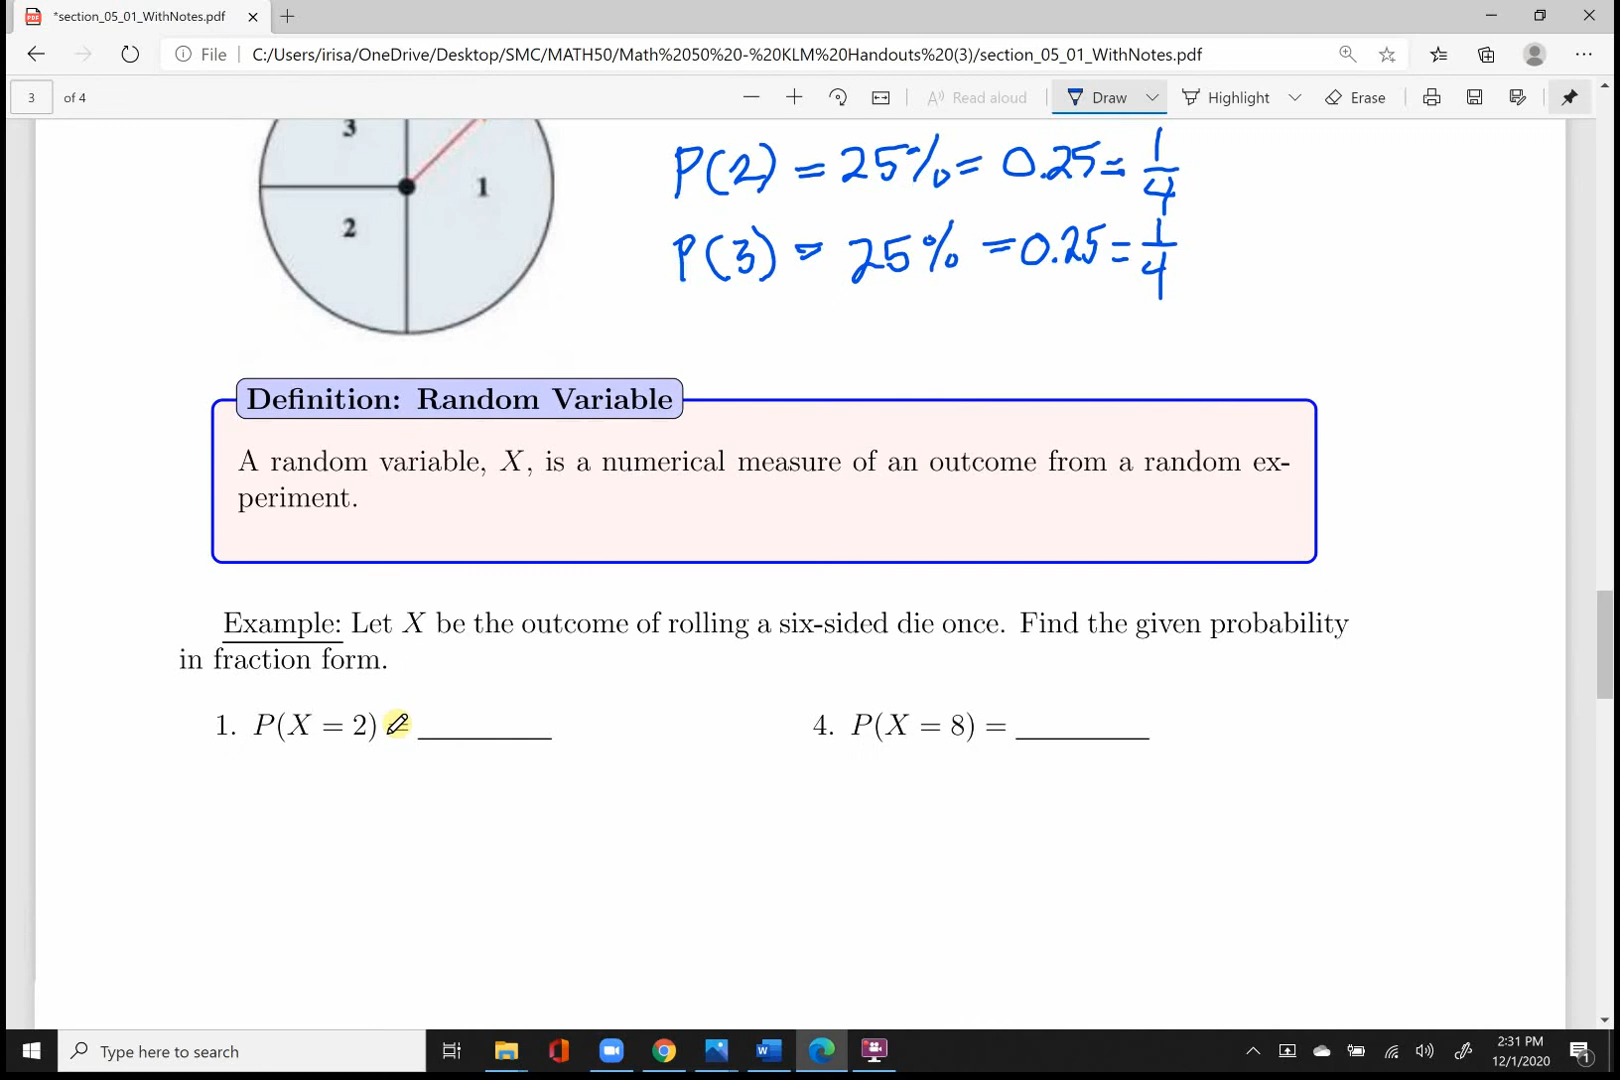 *section_05_01_WithNotes.pdf
File C:/Users/irisa/OneDrive/Desktop/SMC/MATH50/Math%2050%20-%20KLM%20Handouts%20(3)/section_05_01_WithNotes.pdf
3 of 4 Read aloud Draw Highlight Erase
3
1
2
P(2) = 25% = 0.25 = 1/4
P(3) = 25% = 0.25 = 1/4
Definition: Random Variable
A random variable, X, is a numerical measure of an outcome from a random ex-
periment.
Example: Let X be the outcome of rolling a six-sided die once. Find the given probability
in fraction form.
1. P(X = 2) = ________ 4. P(X = 8) = ________
Type here to search
2:31 PM
12/1/2020
1